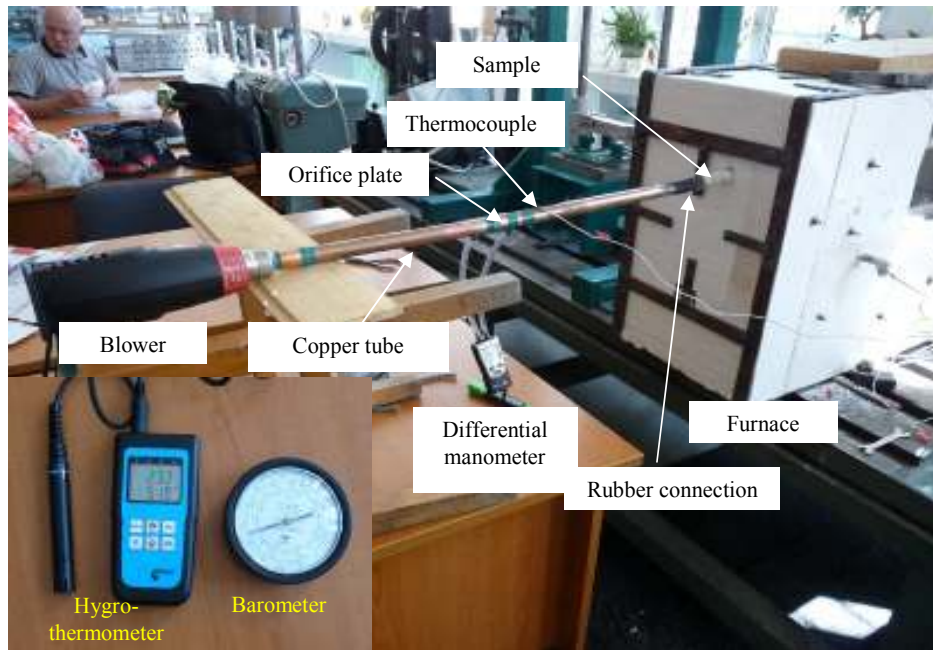 Sample
Thermocouple
Orifice plate
Blower
Copper tube
Differential
manometer
Furnace
Rubber connection
Hygro-
thermometer
Barometer